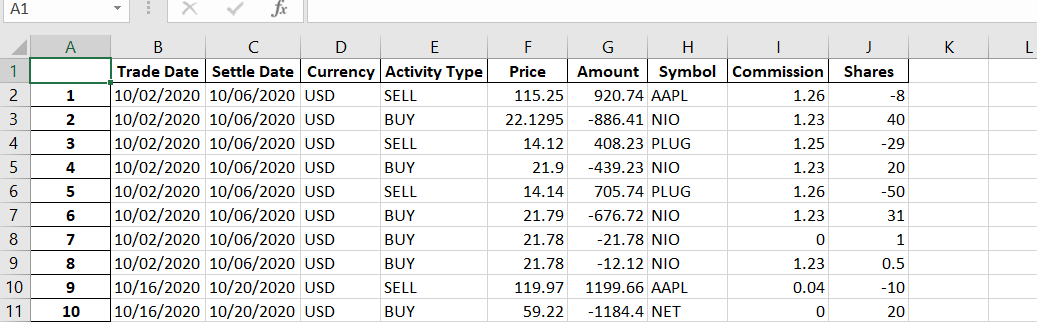 A1 fx
A B C D E F G H I J K L
1 Trade Date Settle Date Currency Activity Type Price Amount Symbol Commission Shares
2 1 10/02/2020 10/06/2020 USD SELL 115.25 920.74 AAPL 1.26 -8
3 2 10/02/2020 10/06/2020 USD BUY 22.1295 -886.41 NIO 1.23 40
4 3 10/02/2020 10/06/2020 USD SELL 14.12 408.23 PLUG 1.25 -29
5 4 10/02/2020 10/06/2020 USD BUY 21.9 -439.23 NIO 1.23 20
6 5 10/02/2020 10/06/2020 USD SELL 14.14 705.74 PLUG 1.26 -50
7 6 10/02/2020 10/06/2020 USD BUY 21.79 -676.72 NIO 1.23 31
8 7 10/02/2020 10/06/2020 USD BUY 21.78 -21.78 NIO 0 1
9 8 10/02/2020 10/06/2020 USD BUY 21.78 -12.12 NIO 1.23 0.5
10 9 10/16/2020 10/20/2020 USD SELL 119.97 1199.66 AAPL 0.04 -10
11 10 10/16/2020 10/20/2020 USD BUY 59.22 -1184.4 NET 0 20